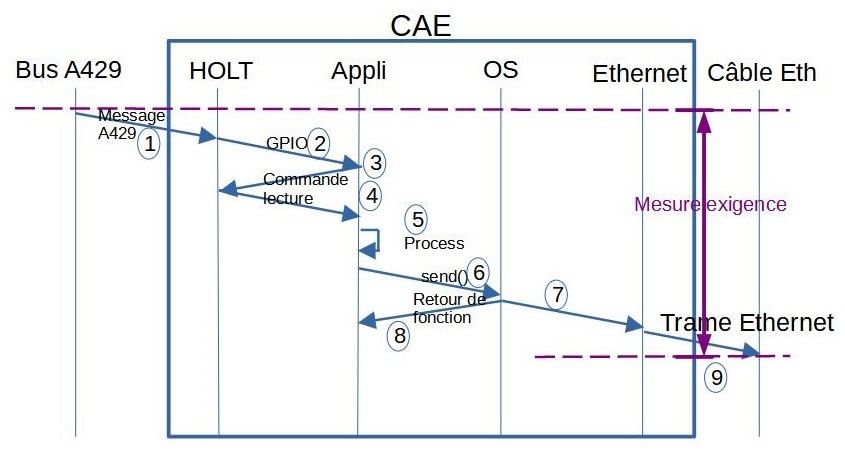 CAE
Bus A429
HOLT
Appli
OS
Ethernet
Câble Eth
Message
A429
1
GPIO
2
3
Commande
lecture
4
5
Process
Mesure exigence
send()
6
Retour de
fonction
7
8
Trame Ethernet
9